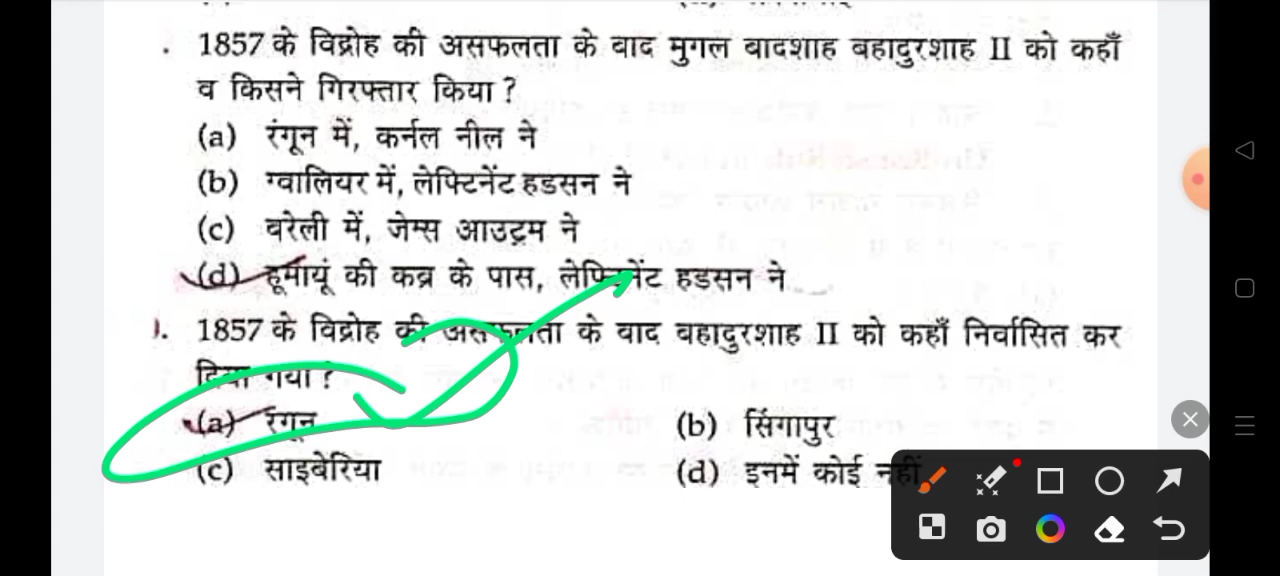 . 1857 के विद्रोह की असफलता के बाद मुगल बादशाह बहादुरशाह II को कहाँ
व किसने गिरफ्तार किया ?
(a) रंगून में, कर्नल नील ने
(b) ग्वालियर में, लेफ्टिनेंट हडसन ने
(c) बरेली में, जेम्स आउट्रम ने
(d) हूमायूं की कब्र के पास, लेफ्टिनेंट हडसन ने
). 1857 के विद्रोह की असफलता के बाद बहादुरशाह II को कहाँ निर्वासित कर
दिया गया ?
(a) रंगून (b) सिंगापुर
(c) साइबेरिया (d) इनमें कोई नहीं